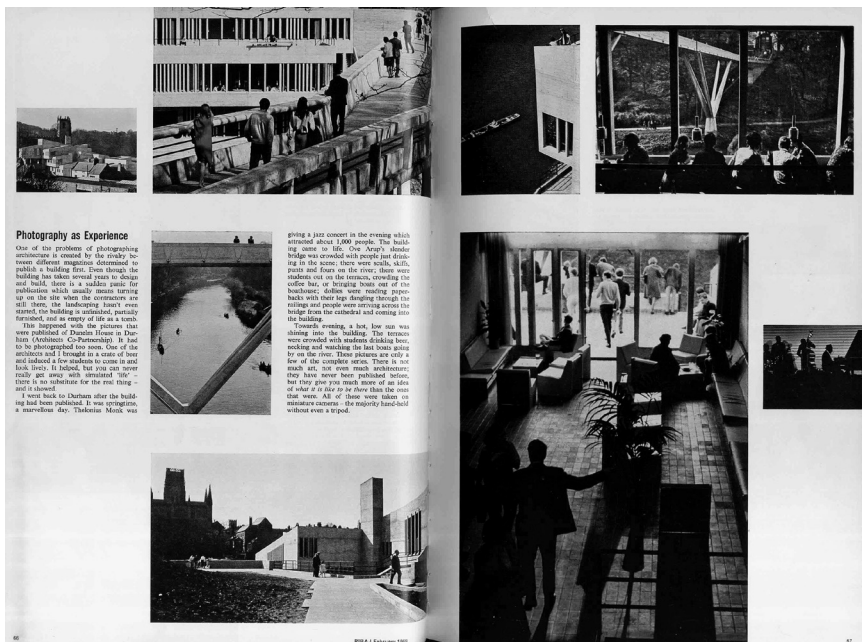 Photography as Experience
One of the problems of photographing
architecture is created by the rivalry be-
tween different magazines determined to
publish a building first. Even though the
building has taken several years to design
and build, there is a sudden panic for
publication which usually means turning
up on the site when the contractors are
still there, the landscaping hasn't even
started, the building is unfinished, partially
furnished, and as empty of life as a tomb.
This happened with the pictures that
were published of Dunelm House in Dur-
ham (Architects Co-Partnership). It had
to be photographed too soon. One of the
architects and I brought in a crate of beer
and induced a few students to come in and
look lively. It helped, but you can never
really get away with simulated 'life' –
there is no substitute for the real thing –
and it showed.
I went back to Durham after the build-
ing had been published. It was springtime,
a marvellous day. Thelonius Monk was
giving a jazz concert in the evening which
attracted about 1,000 people. The build-
ing came to life. Ove Arup's slender
bridge was crowded with people just drink-
ing in the scene; there were sculls, skiffs,
punts and fours on the river; there were
students out on the terraces, crowding the
coffee bar, or bringing boats out of the
boathouse; dollies were reading paper-
backs with their legs dangling through the
railings and people were arriving across the
bridge from the cathedral and coming into
the building.
Towards evening, a hot, low sun was
shining into the building. The terraces
were crowded with students drinking beer,
necking and watching the last boats going
by on the river. These pictures are only a
few of the complete series. There is not
much art, not even much architecture;
they have never been published before,
but they give you much more of an idea
of what it is like to be there than the ones
that were. All of these were taken on
miniature cameras – the majority hand-held
without even a tripod.
February